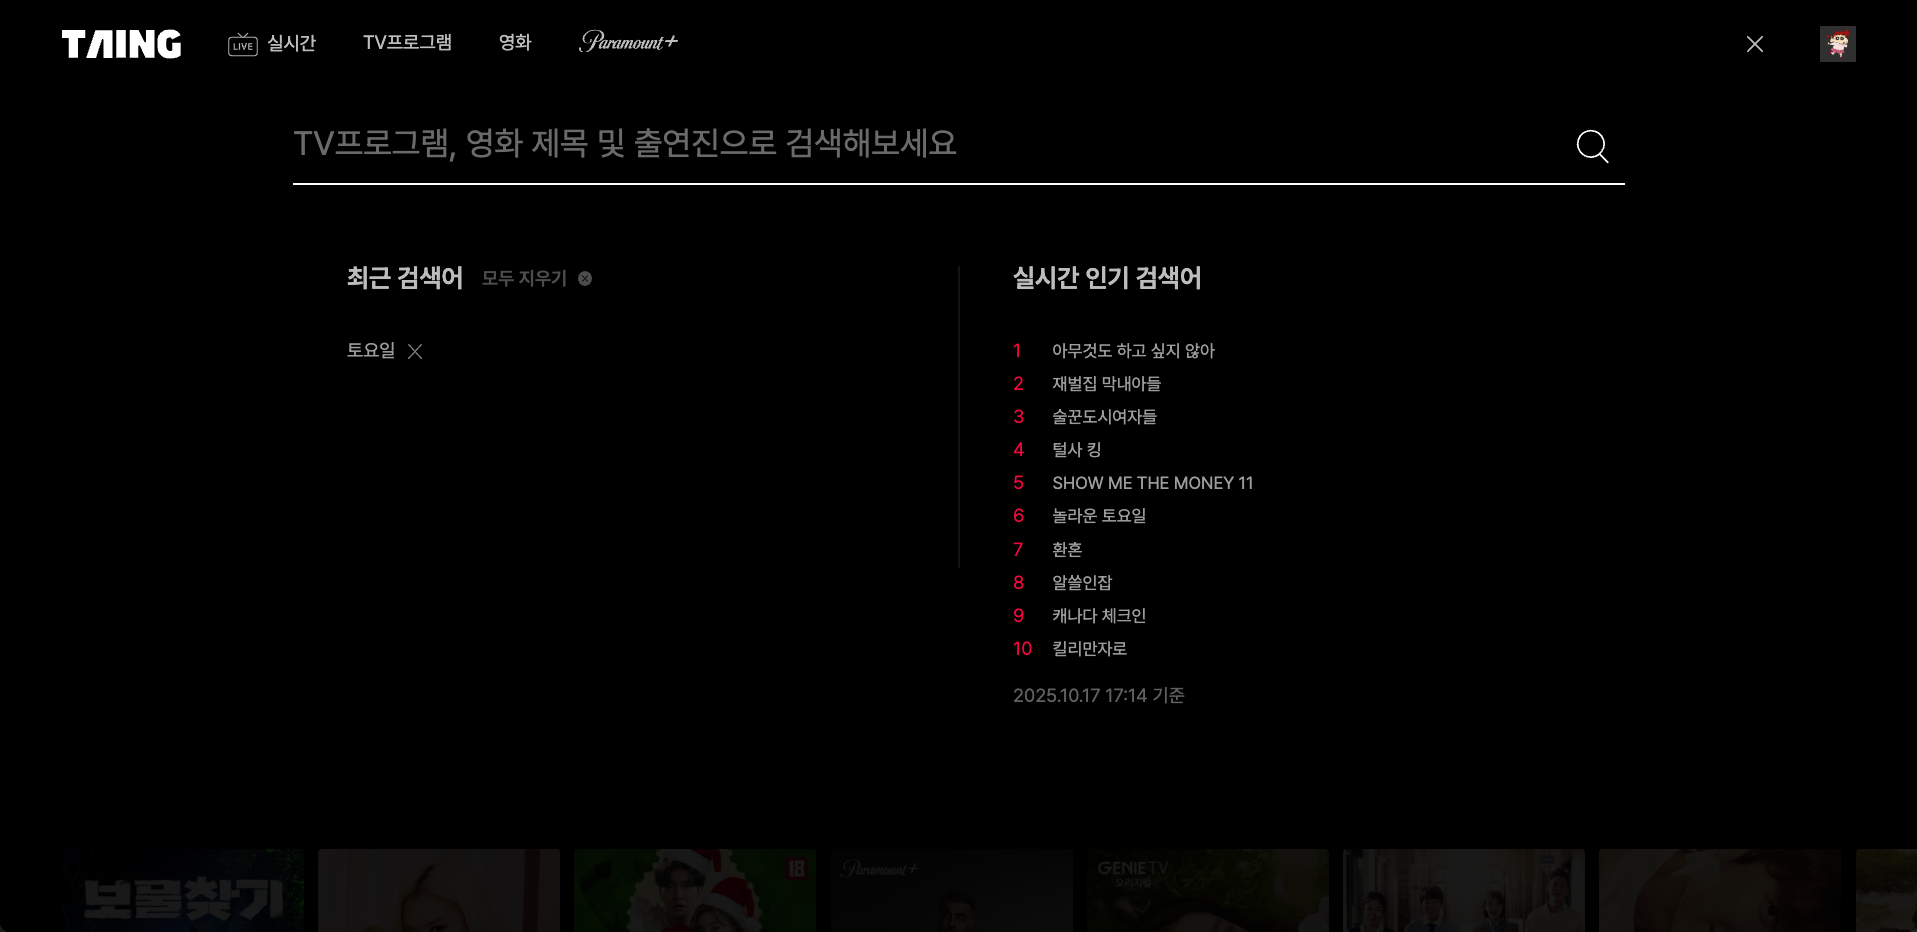 TAING
LIVE 실시간
TV프로그램
영화
Paramount+
TV프로그램, 영화 제목 및 출연진으로 검색해보세요
최근 검색어 모두 지우기
토요일
실시간 인기 검색어
1 아무것도 하고 싶지 않아
2 재벌집 막내아들
3 술꾼도시여자들
4 털사 킹
5 SHOW ME THE MONEY 11
6 놀라운 토요일
7 환혼
8 알쓸인잡
9 캐나다 체크인
10 킬리만자로
2025.10.17 17:14 기준
보물찾기
18
Paramount+
GENIE TV
오리지널